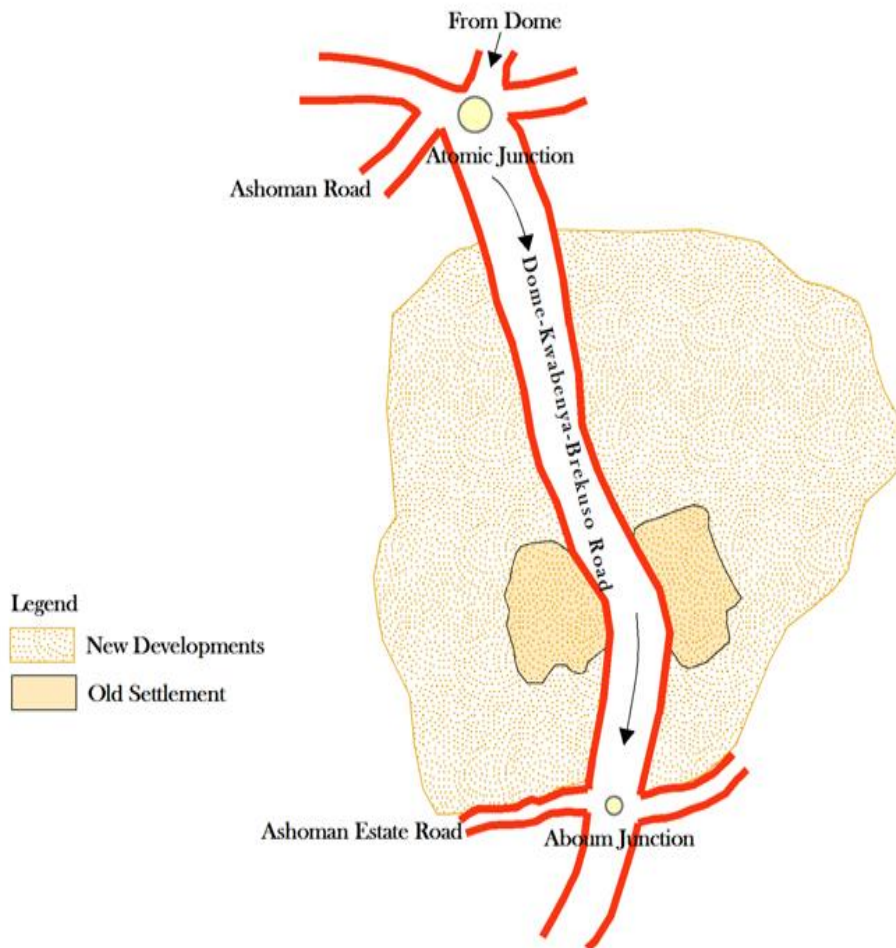 From Dome
Atomic Junction
Ashoman Road
Dome-Kwabenya-Brekuso Road
Legend
New Developments
Old Settlement
Ashoman Estate Road
Aboum Junction